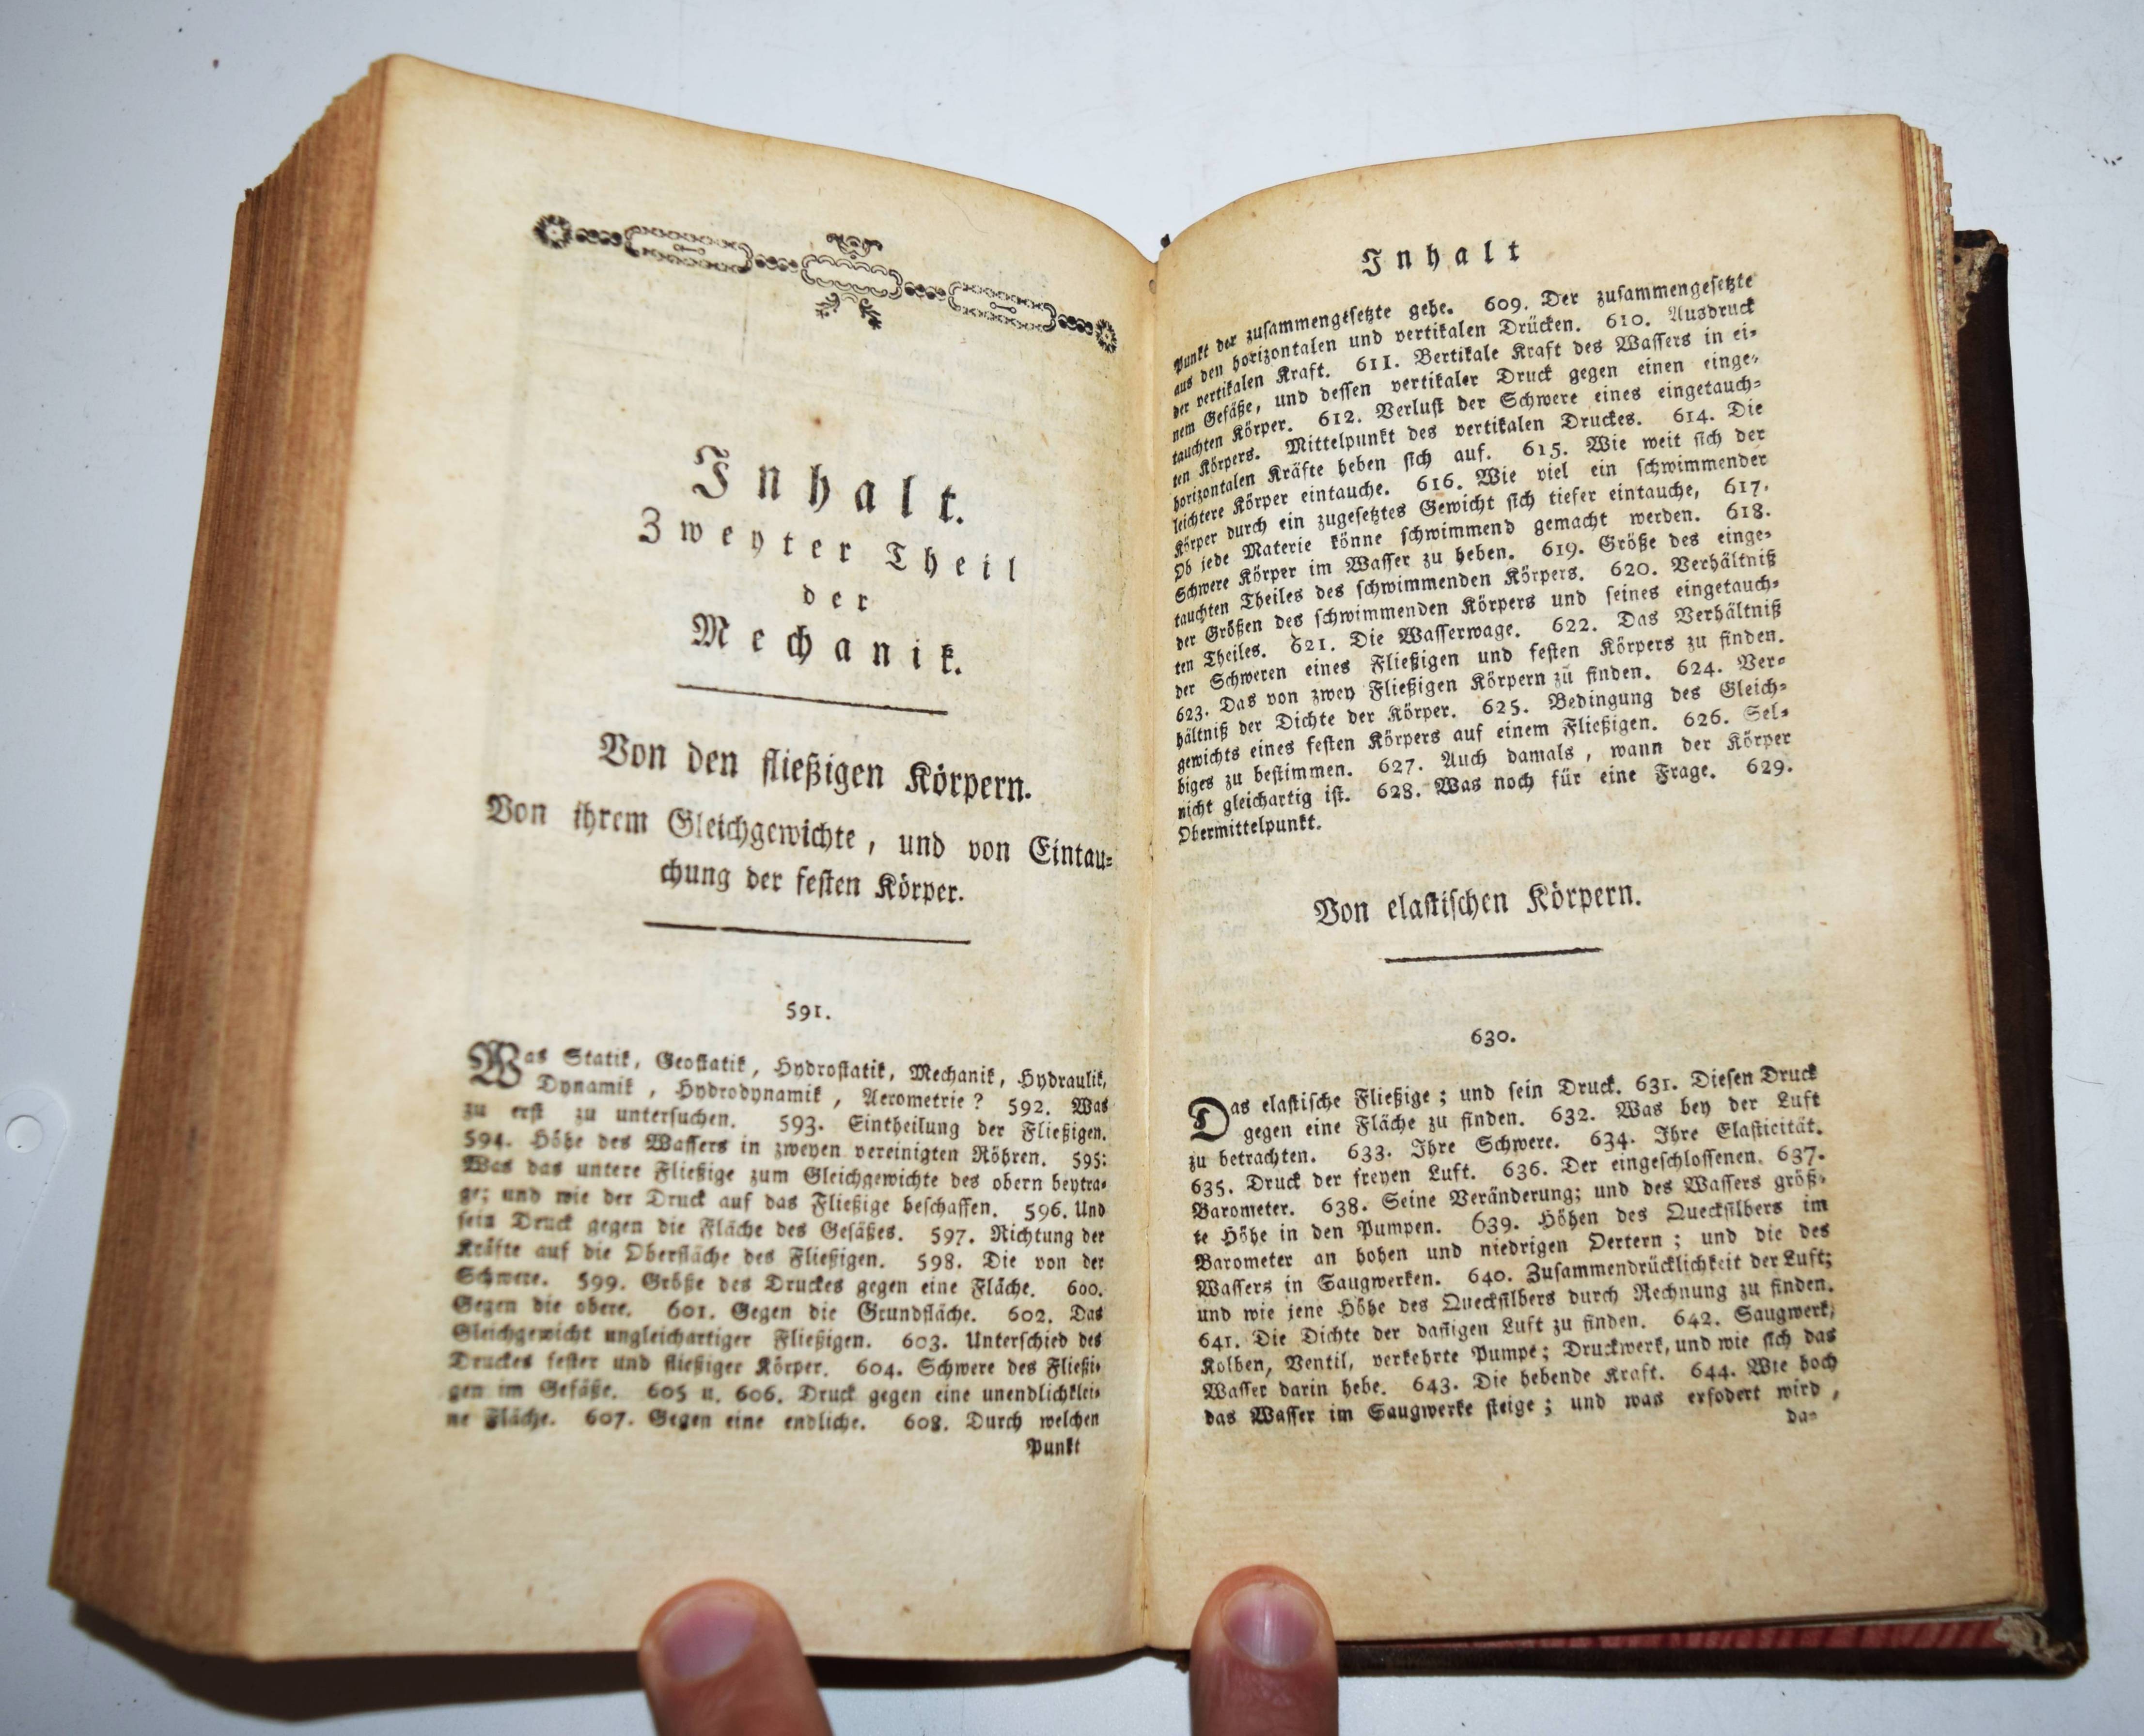 Inhalt.
Zweyter Theil
der
Mechanik.
Von den fließigen Körpern.
Von ihrem Gleichgewichte, und von Eintau-
chung der festen Körper.
591.
Was Statik, Geostatik, Hydrostatik, Mechanik, Hydraulik,
Dynamik, Hydrodynamik, Aerometrie? 592. Was
zu erst zu untersuchen. 593. Eintheilung der Fließigen.
594. Höhe des Wassers in zweyen vereinigten Röhren. 595:
Was das untere Fließige zum Gleichgewichte des obern beytra-
ge; und wie der Druck auf das Fließige beschaffen. 596. Und
sein Druck gegen die Fläche des Gefäßes. 597. Richtung der
Kräfte auf die Oberfläche des Fließigen. 598. Die von der
Schwere. 599. Größe des Druckes gegen eine Fläche. 600.
Gegen die obere. 601. Gegen die Grundfläche. 602. Das
Gleichgewicht ungleichartiger Fließigen. 603. Unterschied des
Druckes fester und fließiger Körper. 604. Schwere des Fließi-
gen im Gefäße. 605 u. 606. Druck gegen eine unendlichklei-
ne Fläche. 607. Gegen eine endliche. 608. Durch welchen
Punkt
Inhalt
Punkt der zusammengesetzte gehe. 609. Der zusammengesetzte
aus den horizontalen und vertikalen Drücken. 610. Ausdruck
der vertikalen Kraft. 611. Vertikale Kraft des Wassers in ei-
nem Gefäße, und dessen vertikaler Druck gegen einen einge-
tauchten Körper. 612. Verlust der Schwere eines eingetauch-
ten Körpers. Mittelpunkt des vertikalen Druckes. 614. Die
horizontalen Kräfte heben sich auf. 615. Wie weit sich der
leichtere Körper eintauche. 616. Wie viel ein schwimmender
Körper durch ein zugesetztes Gewicht sich tiefer eintauche, 617.
Ob jede Materie könne schwimmend gemacht werden. 618.
Schwere Körper im Wasser zu heben. 619. Größe des einge-
tauchten Theiles des schwimmenden Körpers. 620. Verhältniß
der Größen des schwimmenden Körpers und seines eingetauch-
ten Theiles. 621. Die Wasserwage. 622. Das Verhältniß
der Schweren eines Fließigen und festen Körpers zu finden.
623. Das von zwey Fließigen Körpern zu finden. 624. Ver-
hältniß der Dichte der Körper. 625. Bedingung des Gleich-
gewichts eines festen Körpers auf einem Fließigen. 626. Sel-
biges zu bestimmen. 627. Auch damals, wann der Körper
nicht gleichartig ist. 628. Was noch für eine Frage. 629.
Obermittelpunkt.
Von elastischen Körpern.
630.
Das elastische Fließige; und sein Druck. 631. Diesen Druck
gegen eine Fläche zu finden. 632. Was bey der Luft
zu betrachten. 633. Ihre Schwere. 634. Ihre Elasticität.
635. Druck der freyen Luft. 636. Der eingeschlossenen. 637.
Barometer. 638. Seine Veränderung; und des Wassers größ-
te Höhe in den Pumpen. 639. Höhen des Quecksilbers im
Barometer an hohen und niedrigen Oertern; und die des
Wassers in Saugwerken. 640. Zusammendrücklichkeit der Luft;
und wie jene Höhe des Quecksilbers durch Rechnung zu finden.
641. Die Dichte der dasigen Luft zu finden. 642. Saugwerk,
Kolben, Ventil, verkehrte Pumpe; Druckwerk, und wie sich das
Wasser darin hebe. 643. Die hebende Kraft. 644. Wie hoch
das Wasser im Saugwerke steige; und was erfodert wird,
da-